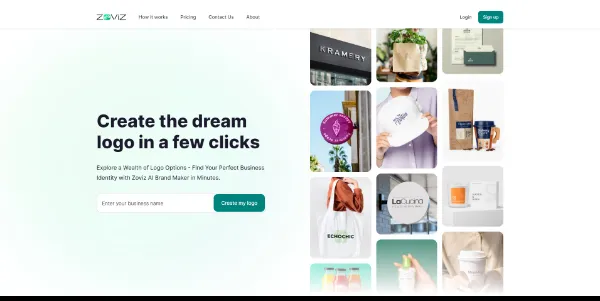 ZOVIZ
How it works
Pricing
Contact Us
About
Login
Sign up
Create the dream
logo in a few clicks
Explore a Wealth of Logo Options - Find Your Perfect Business
Identity with Zoviz AI Brand Maker in Minutes.
Enter your business name
Create my logo
KRAMERY
LaCucina
ECHOCHIC